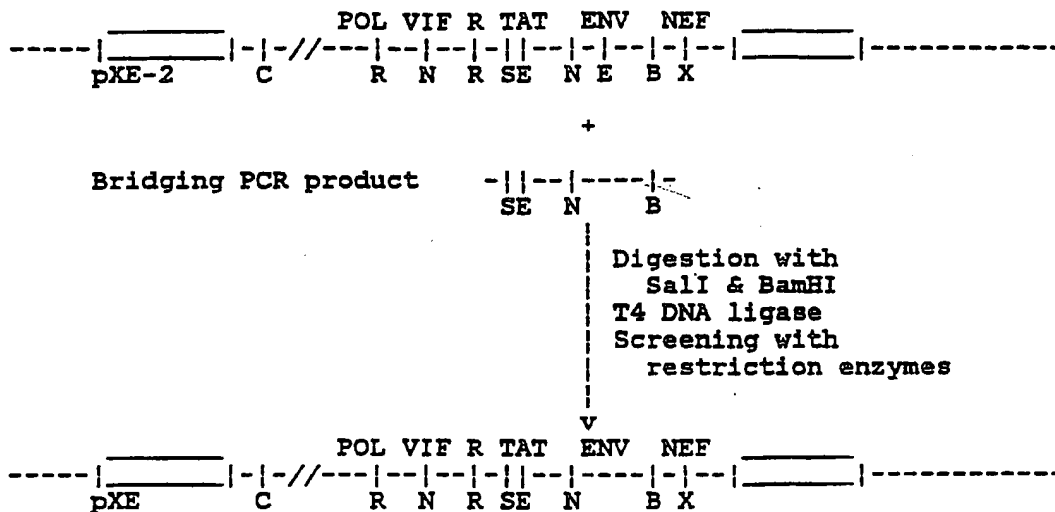 POL VIF R TAT ENV NEF
-----|‾‾‾‾|-|-//---|--|--|-||--|-|--|-|--|‾‾‾‾|------------
pXE-2 C R N R SE N E B X
+
Bridging PCR product -||--|----|-
SE N B
Digestion with
SalI & BamHI
T4 DNA ligase
Screening with
restriction enzymes
v
POL VIF R TAT ENV NEF
pXE C R N R SE N B X